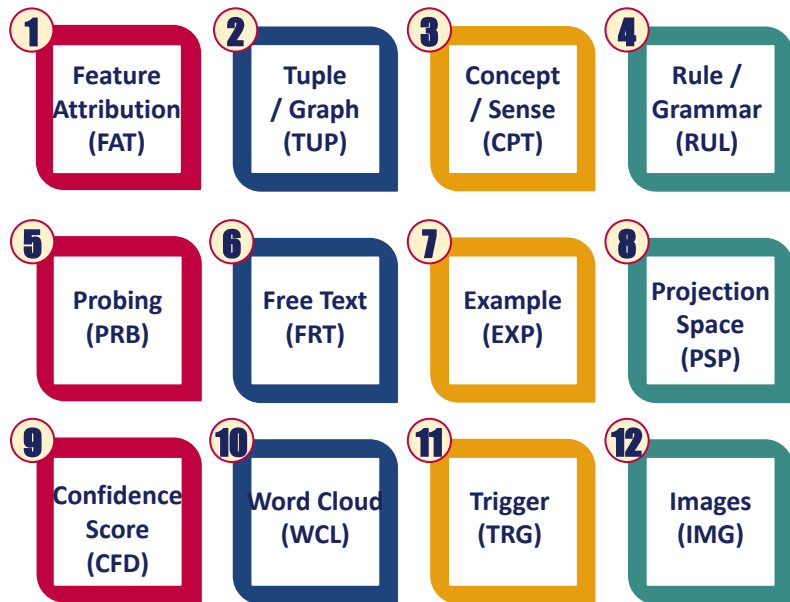 1
Feature
Attribution
(FAT)
2
Tuple
/ Graph
(TUP)
3
Concept
/ Sense
(CPT)
4
Rule /
Grammar
(RUL)
5
Probing
(PRB)
6
Free Text
(FRT)
7
Example
(EXP)
8
Projection
Space
(PSP)
9
Confidence
Score
(CFD)
10
Word Cloud
(WCL)
11
Trigger
(TRG)
12
Images
(IMG)